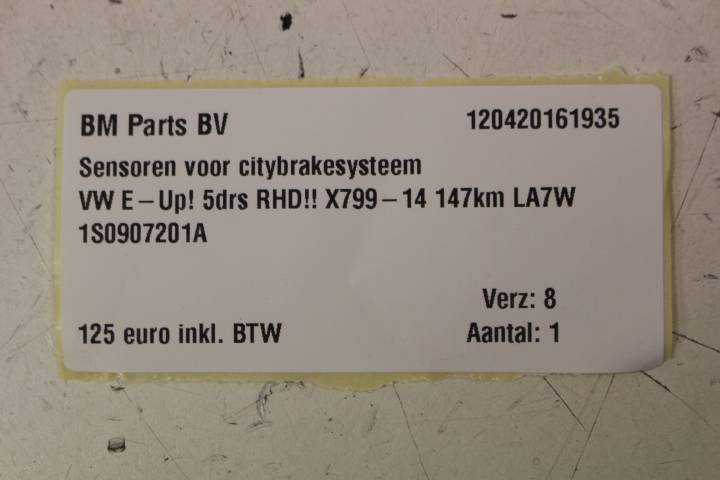 BM Parts BV 120420161935
Sensoren voor citybrakesysteem
VW E-Up! 5drs RHD!! X799-14 147km LA7W
1S0907201A
Verz: 8
125 euro inkl. BTW Aantal: 1